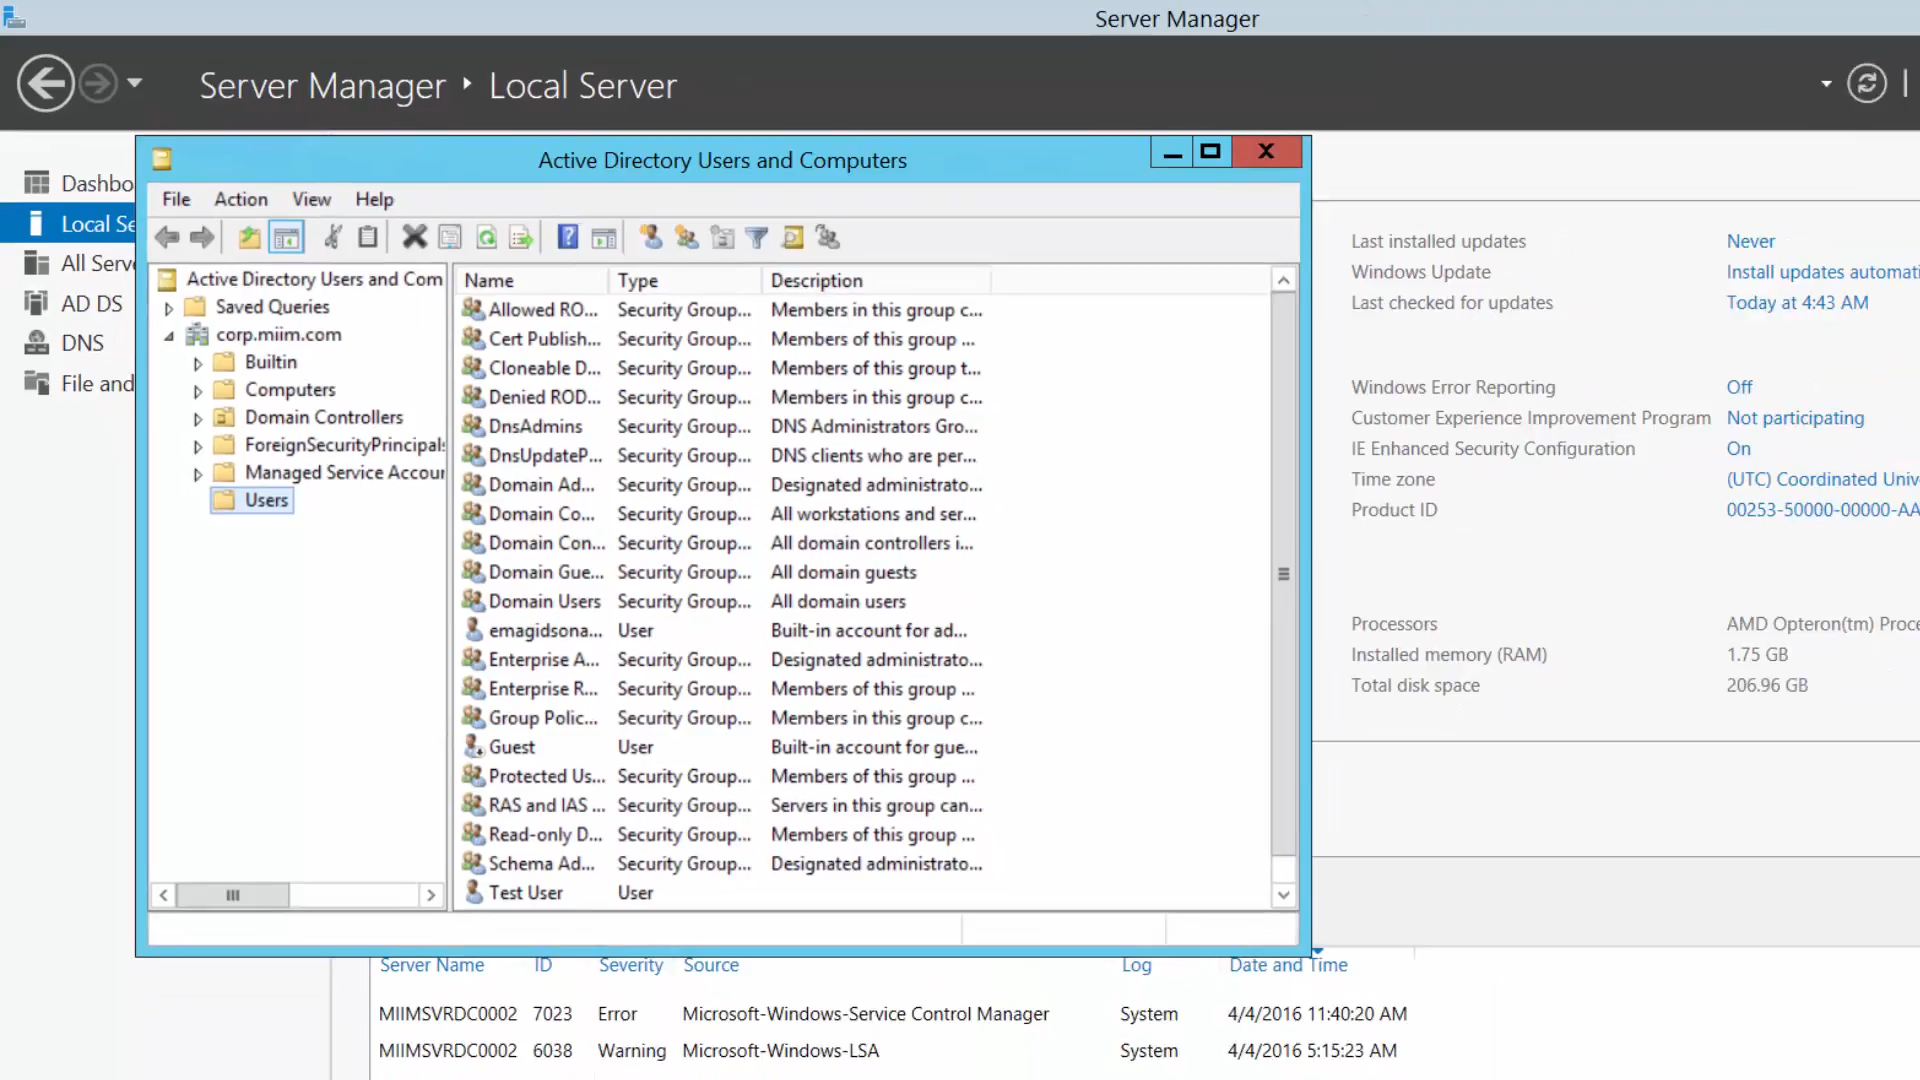 Server Manager
Server Manager ‣ Local Server
Active Directory Users and Computers
File Action View Help
Dashbo
Local Se
All Serv
AD DS
DNS
File and
Active Directory Users and Com
Saved Queries
corp.miim.com
Builtin
Computers
Domain Controllers
ForeignSecurityPrincipals
Managed Service Accour
Users
Name Type Description
Allowed RO... Security Group... Members in this group c...
Cert Publish... Security Group... Members of this group ...
Cloneable D... Security Group... Members of this group t...
Denied ROD... Security Group... Members in this group c...
DnsAdmins Security Group... DNS Administrators Gro...
DnsUpdateP... Security Group... DNS clients who are per...
Domain Ad... Security Group... Designated administrato...
Domain Co... Security Group... All workstations and ser...
Domain Con... Security Group... All domain controllers i...
Domain Gue... Security Group... All domain guests
Domain Users Security Group... All domain users
emagidsona... User Built-in account for ad...
Enterprise A... Security Group... Designated administrato...
Enterprise R... Security Group... Members of this group ...
Group Polic... Security Group... Members in this group c...
Guest User Built-in account for gue...
Protected Us... Security Group... Members of this group ...
RAS and IAS ... Security Group... Servers in this group can...
Read-only D... Security Group... Members of this group ...
Schema Ad... Security Group... Designated administrato...
Test User User
Last installed updates Never
Windows Update Install updates automati
Last checked for updates Today at 4:43 AM
Windows Error Reporting Off
Customer Experience Improvement Program Not participating
IE Enhanced Security Configuration On
Time zone (UTC) Coordinated Unive
Product ID 00253-50000-00000-AA
Processors AMD Opteron(tm) Proce
Installed memory (RAM) 1.75 GB
Total disk space 206.96 GB
Server Name ID Severity Source Log Date and Time
MIIMSVRDC0002 7023 Error Microsoft-Windows-Service Control Manager System 4/4/2016 11:40:20 AM
MIIMSVRDC0002 6038 Warning Microsoft-Windows-LSA System 4/4/2016 5:15:23 AM